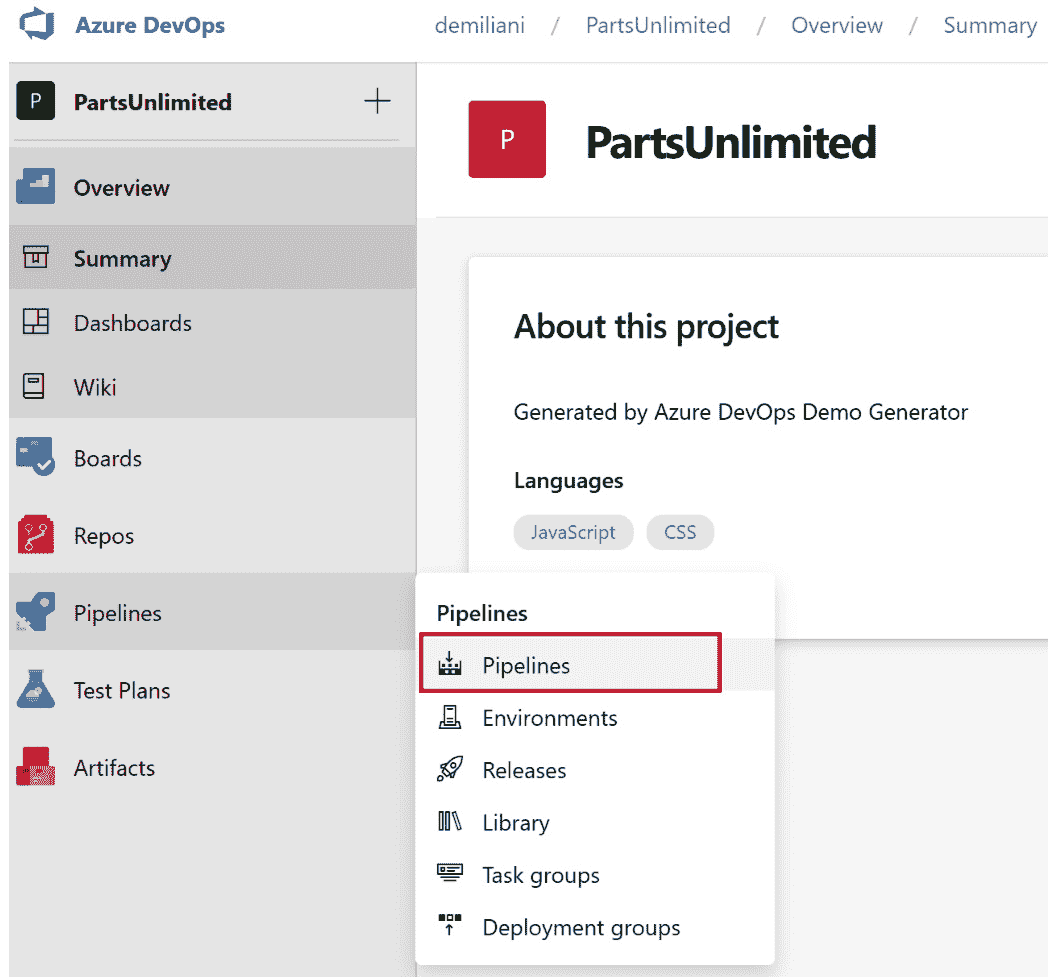 Azure DevOps
demiliani / PartsUnlimited / Overview / Summary
P PartsUnlimited +
Overview
Summary
Dashboards
Wiki
Boards
Repos
Pipelines
Test Plans
Artifacts
P PartsUnlimited
About this project
Generated by Azure DevOps Demo Generator
Languages
JavaScript CSS
Pipelines
Pipelines
Environments
Releases
Library
Task groups
Deployment groups